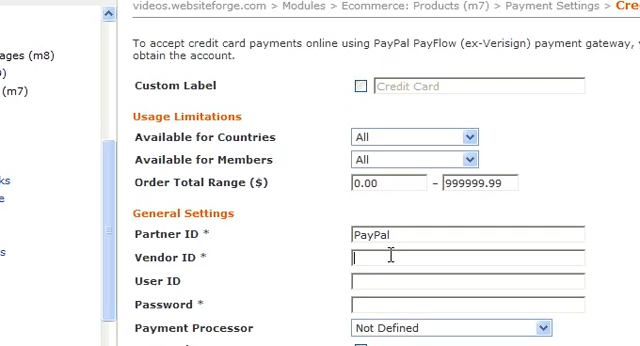 videos.websiteforge.com > Modules > Ecommerce: Products (m7) > Payment Settings > Cre
To accept credit card payments online using PayPal PayFlow (ex-Verisign) payment gateway,
obtain the account.
ages (m8)
)
(m7)
Custom Label Credit Card
Usage Limitations
Available for Countries All
Available for Members All
Order Total Range ($) 0.00 – 999999.99
ks
e
General Settings
Partner ID * PayPal
s
Vendor ID *
User ID
Password *
Payment Processor Not Defined